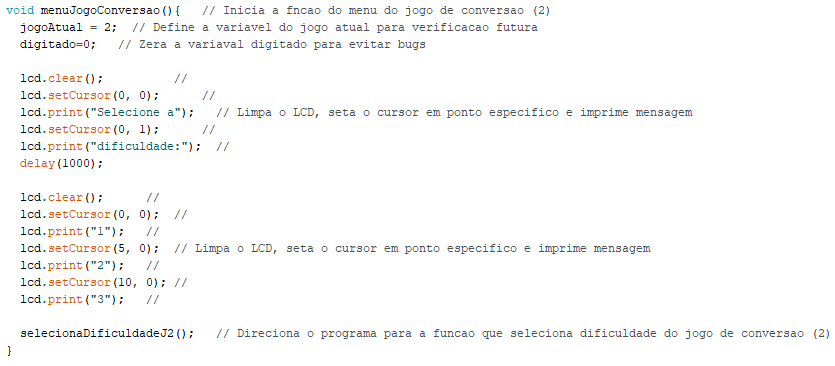 void menuJogoConversao(){   // Inicia a fncao do menu do jogo de conversao (2)
  jogoAtual = 2;  // Define a variavel do jogo atual para verificacao futura
  digitado=0;   // Zera a variaval digitado para evitar bugs

  lcd.clear();          //
  lcd.setCursor(0, 0);      //
  lcd.print("Selecione a");   // Limpa o LCD, seta o cursor em ponto especifico e imprime mensagem
  lcd.setCursor(0, 1);      //
  lcd.print("dificuldade:");  //
  delay(1000);

  lcd.clear();      //
  lcd.setCursor(0, 0);  //
  lcd.print("1");   //
  lcd.setCursor(5, 0);  // Limpa o LCD, seta o cursor em ponto especifico e imprime mensagem
  lcd.print("2");   //
  lcd.setCursor(10, 0); //
  lcd.print("3");   //

  selecionaDificuldadeJ2();   // Direciona o programa para a funcao que seleciona dificuldade do jogo de conversao (2)
}